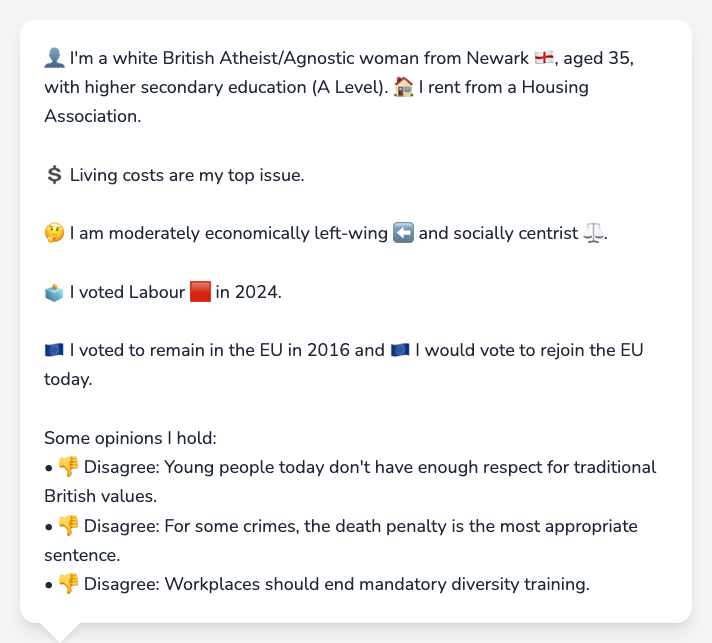 👤 I'm a white British Atheist/Agnostic woman from Newark 🏴󠁧󠁢󠁥󠁮󠁧󠁿, aged 35,
with higher secondary education (A Level). 🏠 I rent from a Housing
Association.
💲 Living costs are my top issue.
🤔 I am moderately economically left-wing ⬅️ and socially centrist ⚖️.
🗳️ I voted Labour 🟥 in 2024.
🇪🇺 I voted to remain in the EU in 2016 and 🇪🇺 I would vote to rejoin the EU
today.
Some opinions I hold:
• 👎 Disagree: Young people today don't have enough respect for traditional
British values.
• 👎 Disagree: For some crimes, the death penalty is the most appropriate
sentence.
• 👎 Disagree: Workplaces should end mandatory diversity training.